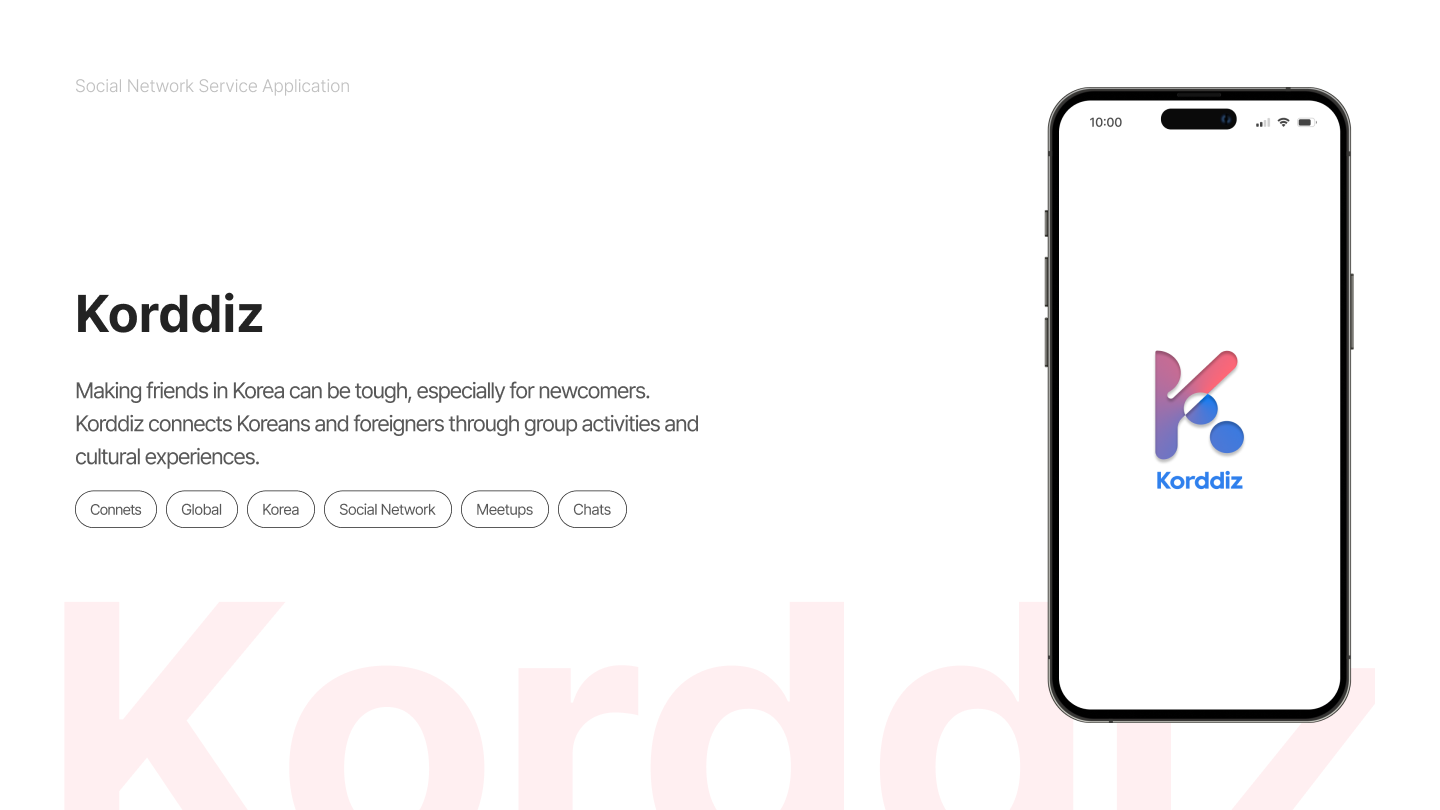 Social Network Service Application
10:00
Korddiz
Making friends in Korea can be tough, especially for newcomers.
Korddiz connects Koreans and foreigners through group activities and
cultural experiences.
Connets Global Korea Social Network Meetups Chats
Korddiz
Korddiz